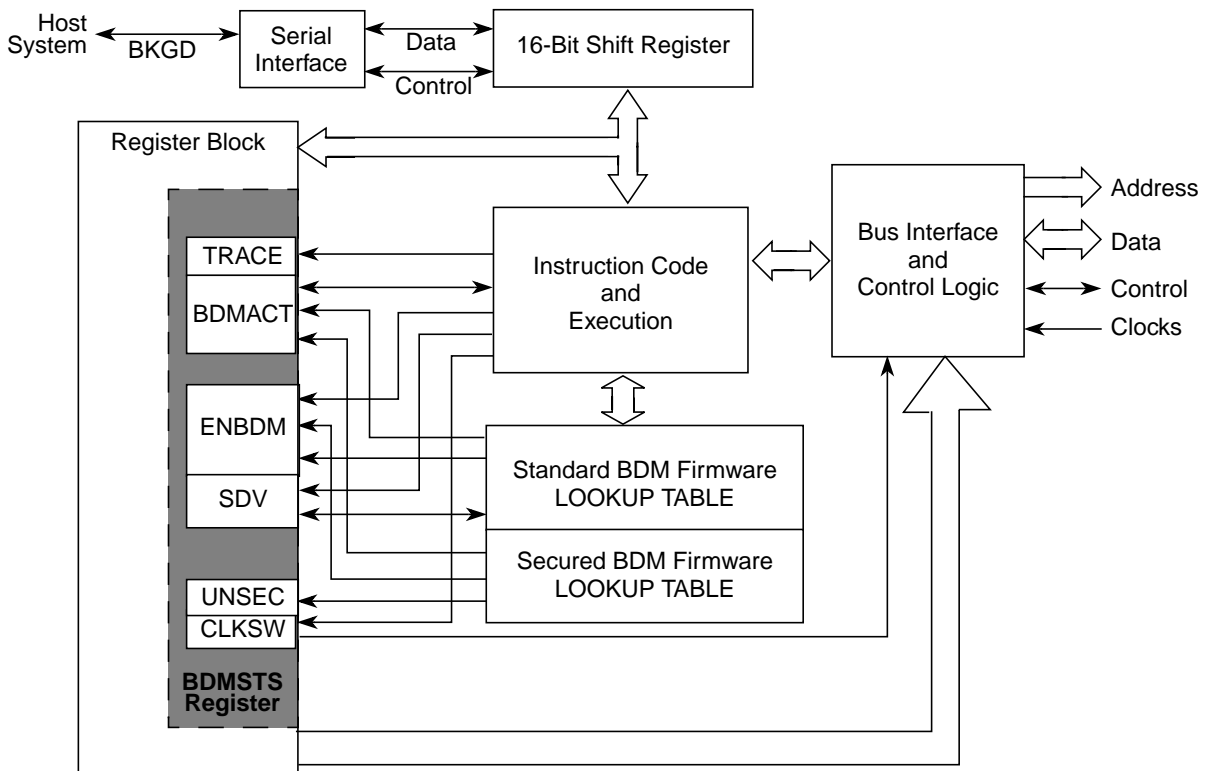 Host
System
BKGD
Serial
Interface
Data
Control
16-Bit Shift Register
Register Block
TRACE
BDMACT
ENBDM
SDV
UNSEC
CLKSW
BDMSTS
Register
Instruction Code
and
Execution
Standard BDM Firmware
LOOKUP TABLE
Secured BDM Firmware
LOOKUP TABLE
Bus Interface
and
Control Logic
Address
Data
Control
Clocks